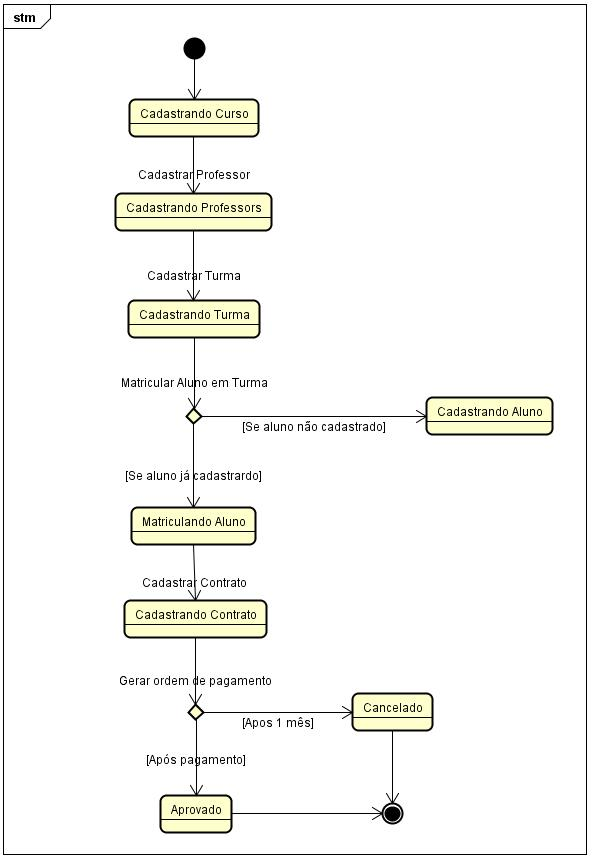 stm
Cadastrando Curso
Cadastrar Professor
Cadastrando Professors
Cadastrar Turma
Cadastrando Turma
Matricular Aluno em Turma
Cadastrando Aluno
[Se aluno não cadastrado]
[Se aluno já cadastrardo]
Matriculando Aluno
Cadastrar Contrato
Cadastrando Contrato
Gerar ordem de pagamento
Cancelado
[Apos 1 mês]
[Após pagamento]
Aprovado